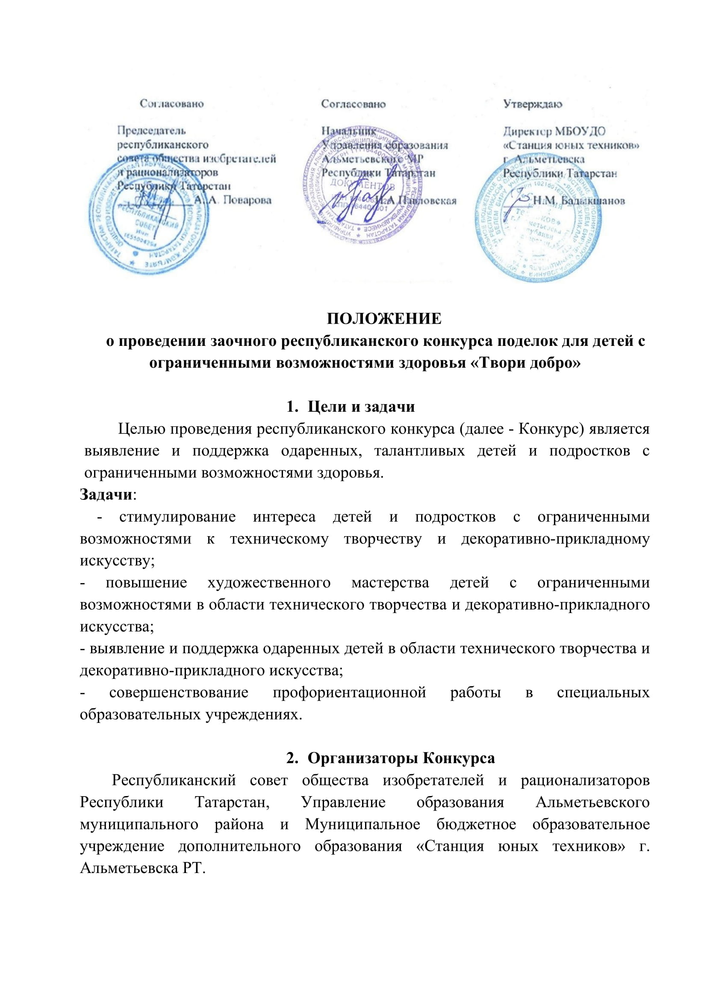 Согласовано
Председатель
республиканского
совета общества изобретателей
и рационализаторов
Республики Татарстан
А.А. Поварова
Согласовано
Начальник
Управления образования
Альметьевского МР
Республики Татарстан
ДОКУМЕНТОВ
Н.А Павловская
Утверждаю
Директор МБОУДО
«Станция юных техников»
г. Альметьевска
Республики Татарстан
Н.М. Бадыкшанов
РЕСПУБЛИКАНСКИЙ
СОВЕТ
ИНН
ПОЛОЖЕНИЕ
о проведении заочного республиканского конкурса поделок для детей с
ограниченными возможностями здоровья «Твори добро»
1. Цели и задачи
Целью проведения республиканского конкурса (далее - Конкурс) является
выявление и поддержка одаренных, талантливых детей и подростков с
ограниченными возможностями здоровья.
Задачи:
- стимулирование интереса детей и подростков с ограниченными
возможностями к техническому творчеству и декоративно-прикладному
искусству;
- повышение художественного мастерства детей с ограниченными
возможностями в области технического творчества и декоративно-прикладного
искусства;
- выявление и поддержка одаренных детей в области технического творчества и
декоративно-прикладного искусства;
- совершенствование профориентационной работы в специальных
образовательных учреждениях.
2. Организаторы Конкурса
Республиканский совет общества изобретателей и рационализаторов
Республики Татарстан, Управление образования Альметьевского
муниципального района и Муниципальное бюджетное образовательное
учреждение дополнительного образования «Станция юных техников» г.
Альметьевска РТ.